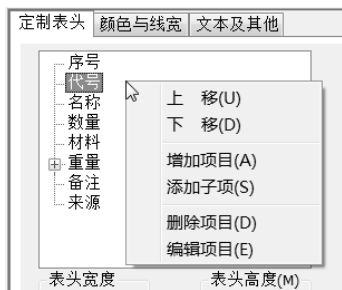 定制表头 颜色与线宽 文本及其他
序号
代号
名称
数量
材料
重量
备注
来源
上 移(U)
下 移(D)
增加项目(A)
添加子项(S)
删除项目(D)
编辑项目(E)
表头宽度 表头高度(M)